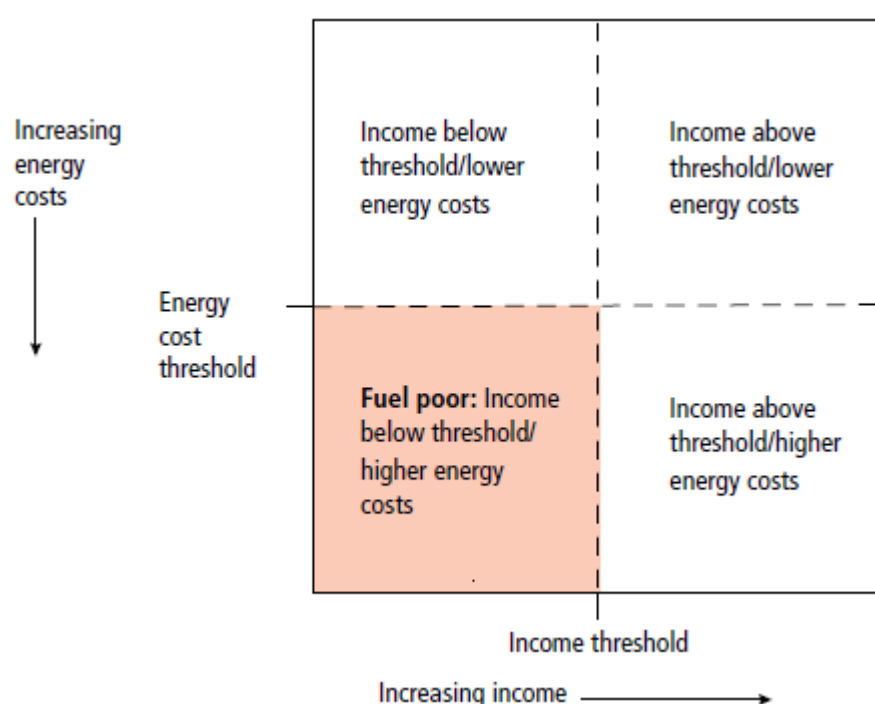 Increasing
energy
costs
Income below
threshold/lower
energy costs
Income above
threshold/lower
energy costs
Energy
cost
threshold
Fuel poor: Income
below threshold/
higher energy
costs
Income above
threshold/higher
energy costs
Income threshold
Increasing income